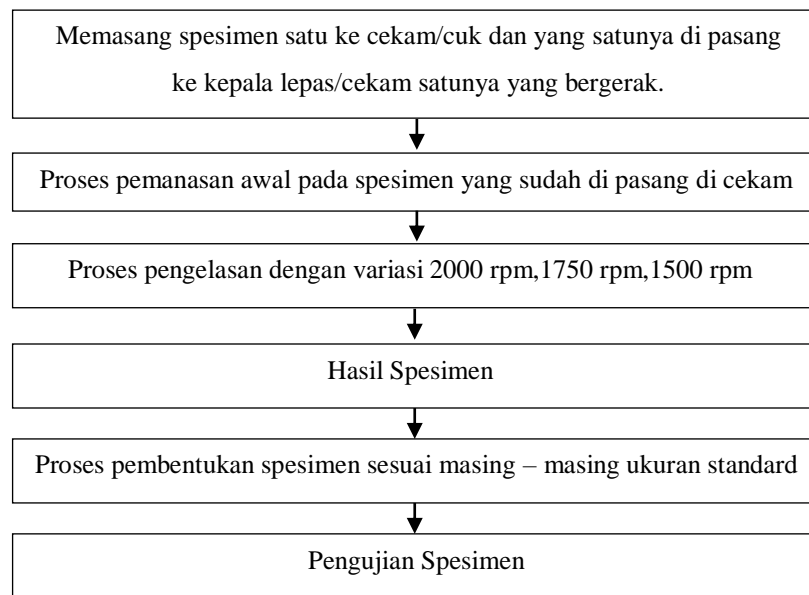 Memasang spesimen satu ke cekam/cuk dan yang satunya di pasang
ke kepala lepas/cekam satunya yang bergerak.
Proses pemanasan awal pada spesimen yang sudah di pasang di cekam
Proses pengelasan dengan variasi 2000 rpm,1750 rpm,1500 rpm
Hasil Spesimen
Proses pembentukan spesimen sesuai masing – masing ukuran standard
Pengujian Spesimen